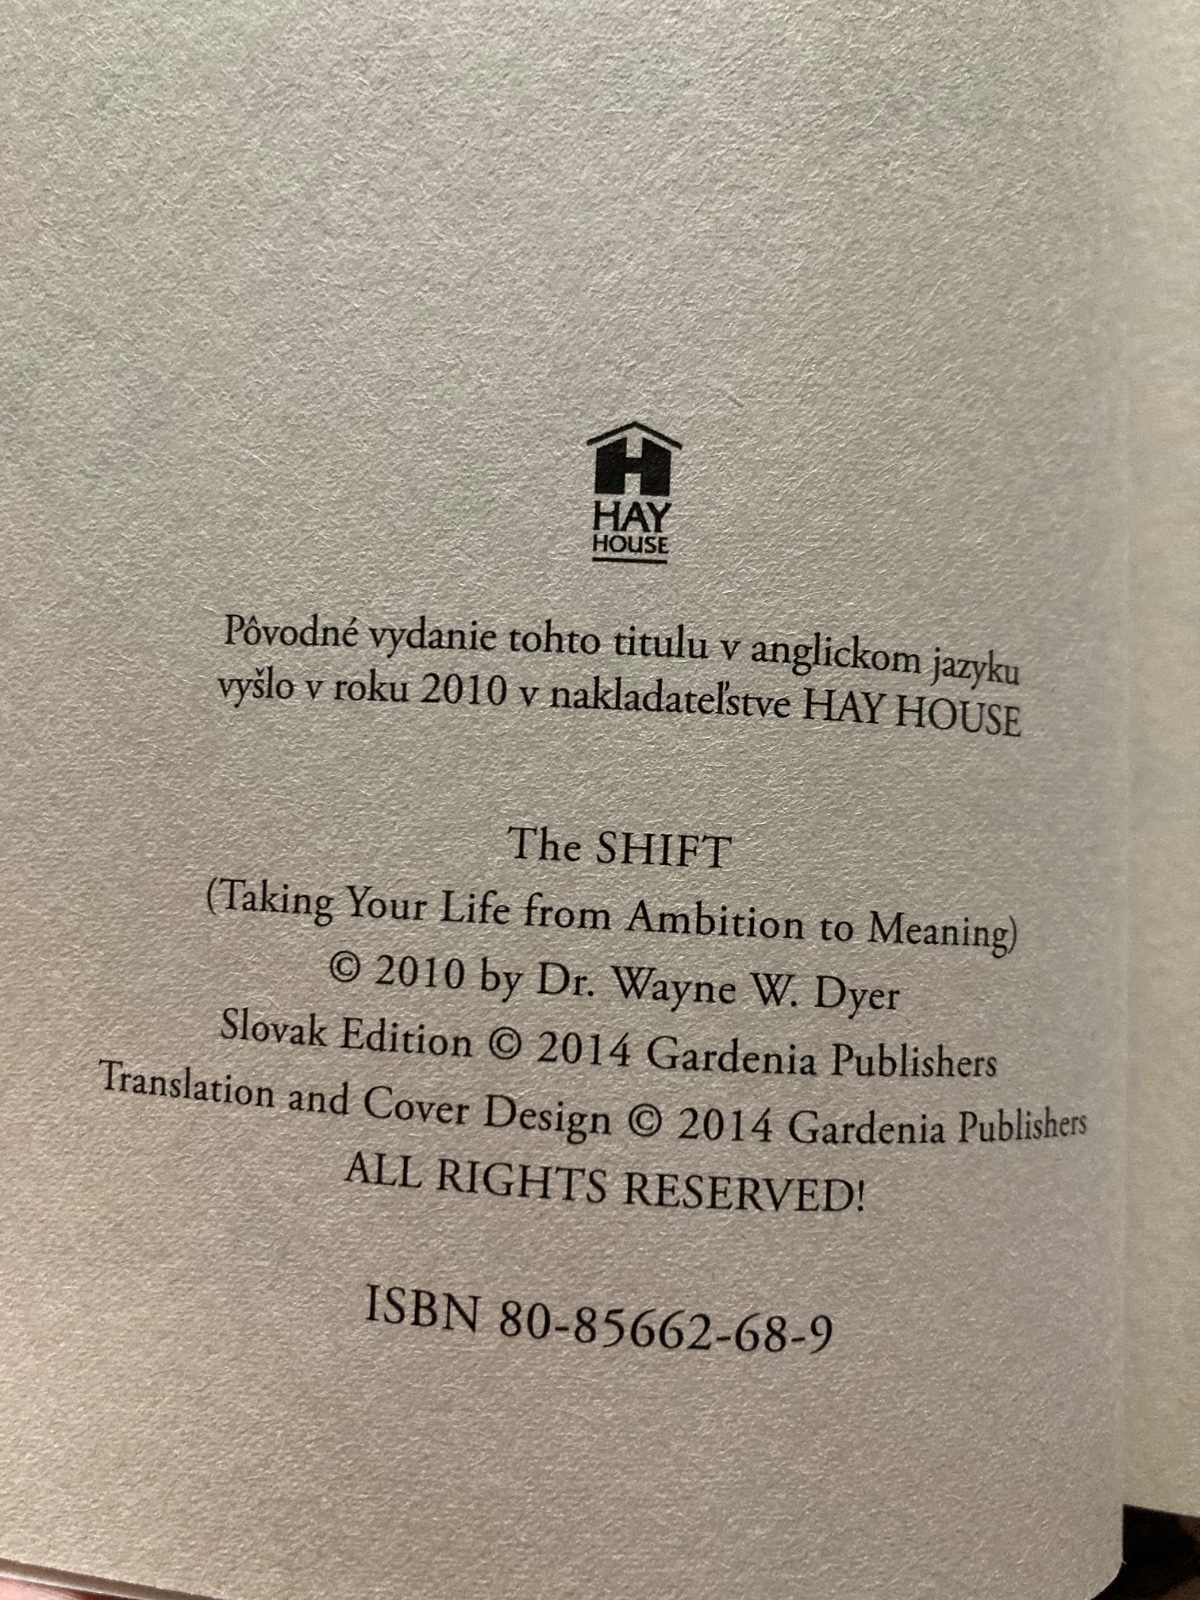 HAY
HOUSE
Pôvodné vydanie tohto titulu v anglickom jazyku
vyšlo v roku 2010 v nakladateľstve HAY HOUSE
The SHIFT
(Taking Your Life from Ambition to Meaning)
© 2010 by Dr. Wayne W. Dyer
Slovak Edition © 2014 Gardenia Publishers
Translation and Cover Design © 2014 Gardenia Publishers
ALL RIGHTS RESERVED!
ISBN 80-85662-68-9